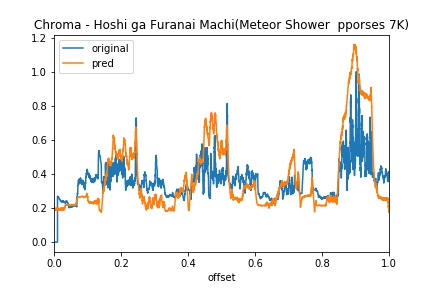 Chroma - Hoshi ga Furanai Machi(Meteor Shower  pporses 7K)
original
pred
1.2
1.0
0.8
0.6
0.4
0.2
0.0
0.0 0.2 0.4 0.6 0.8 1.0
offset